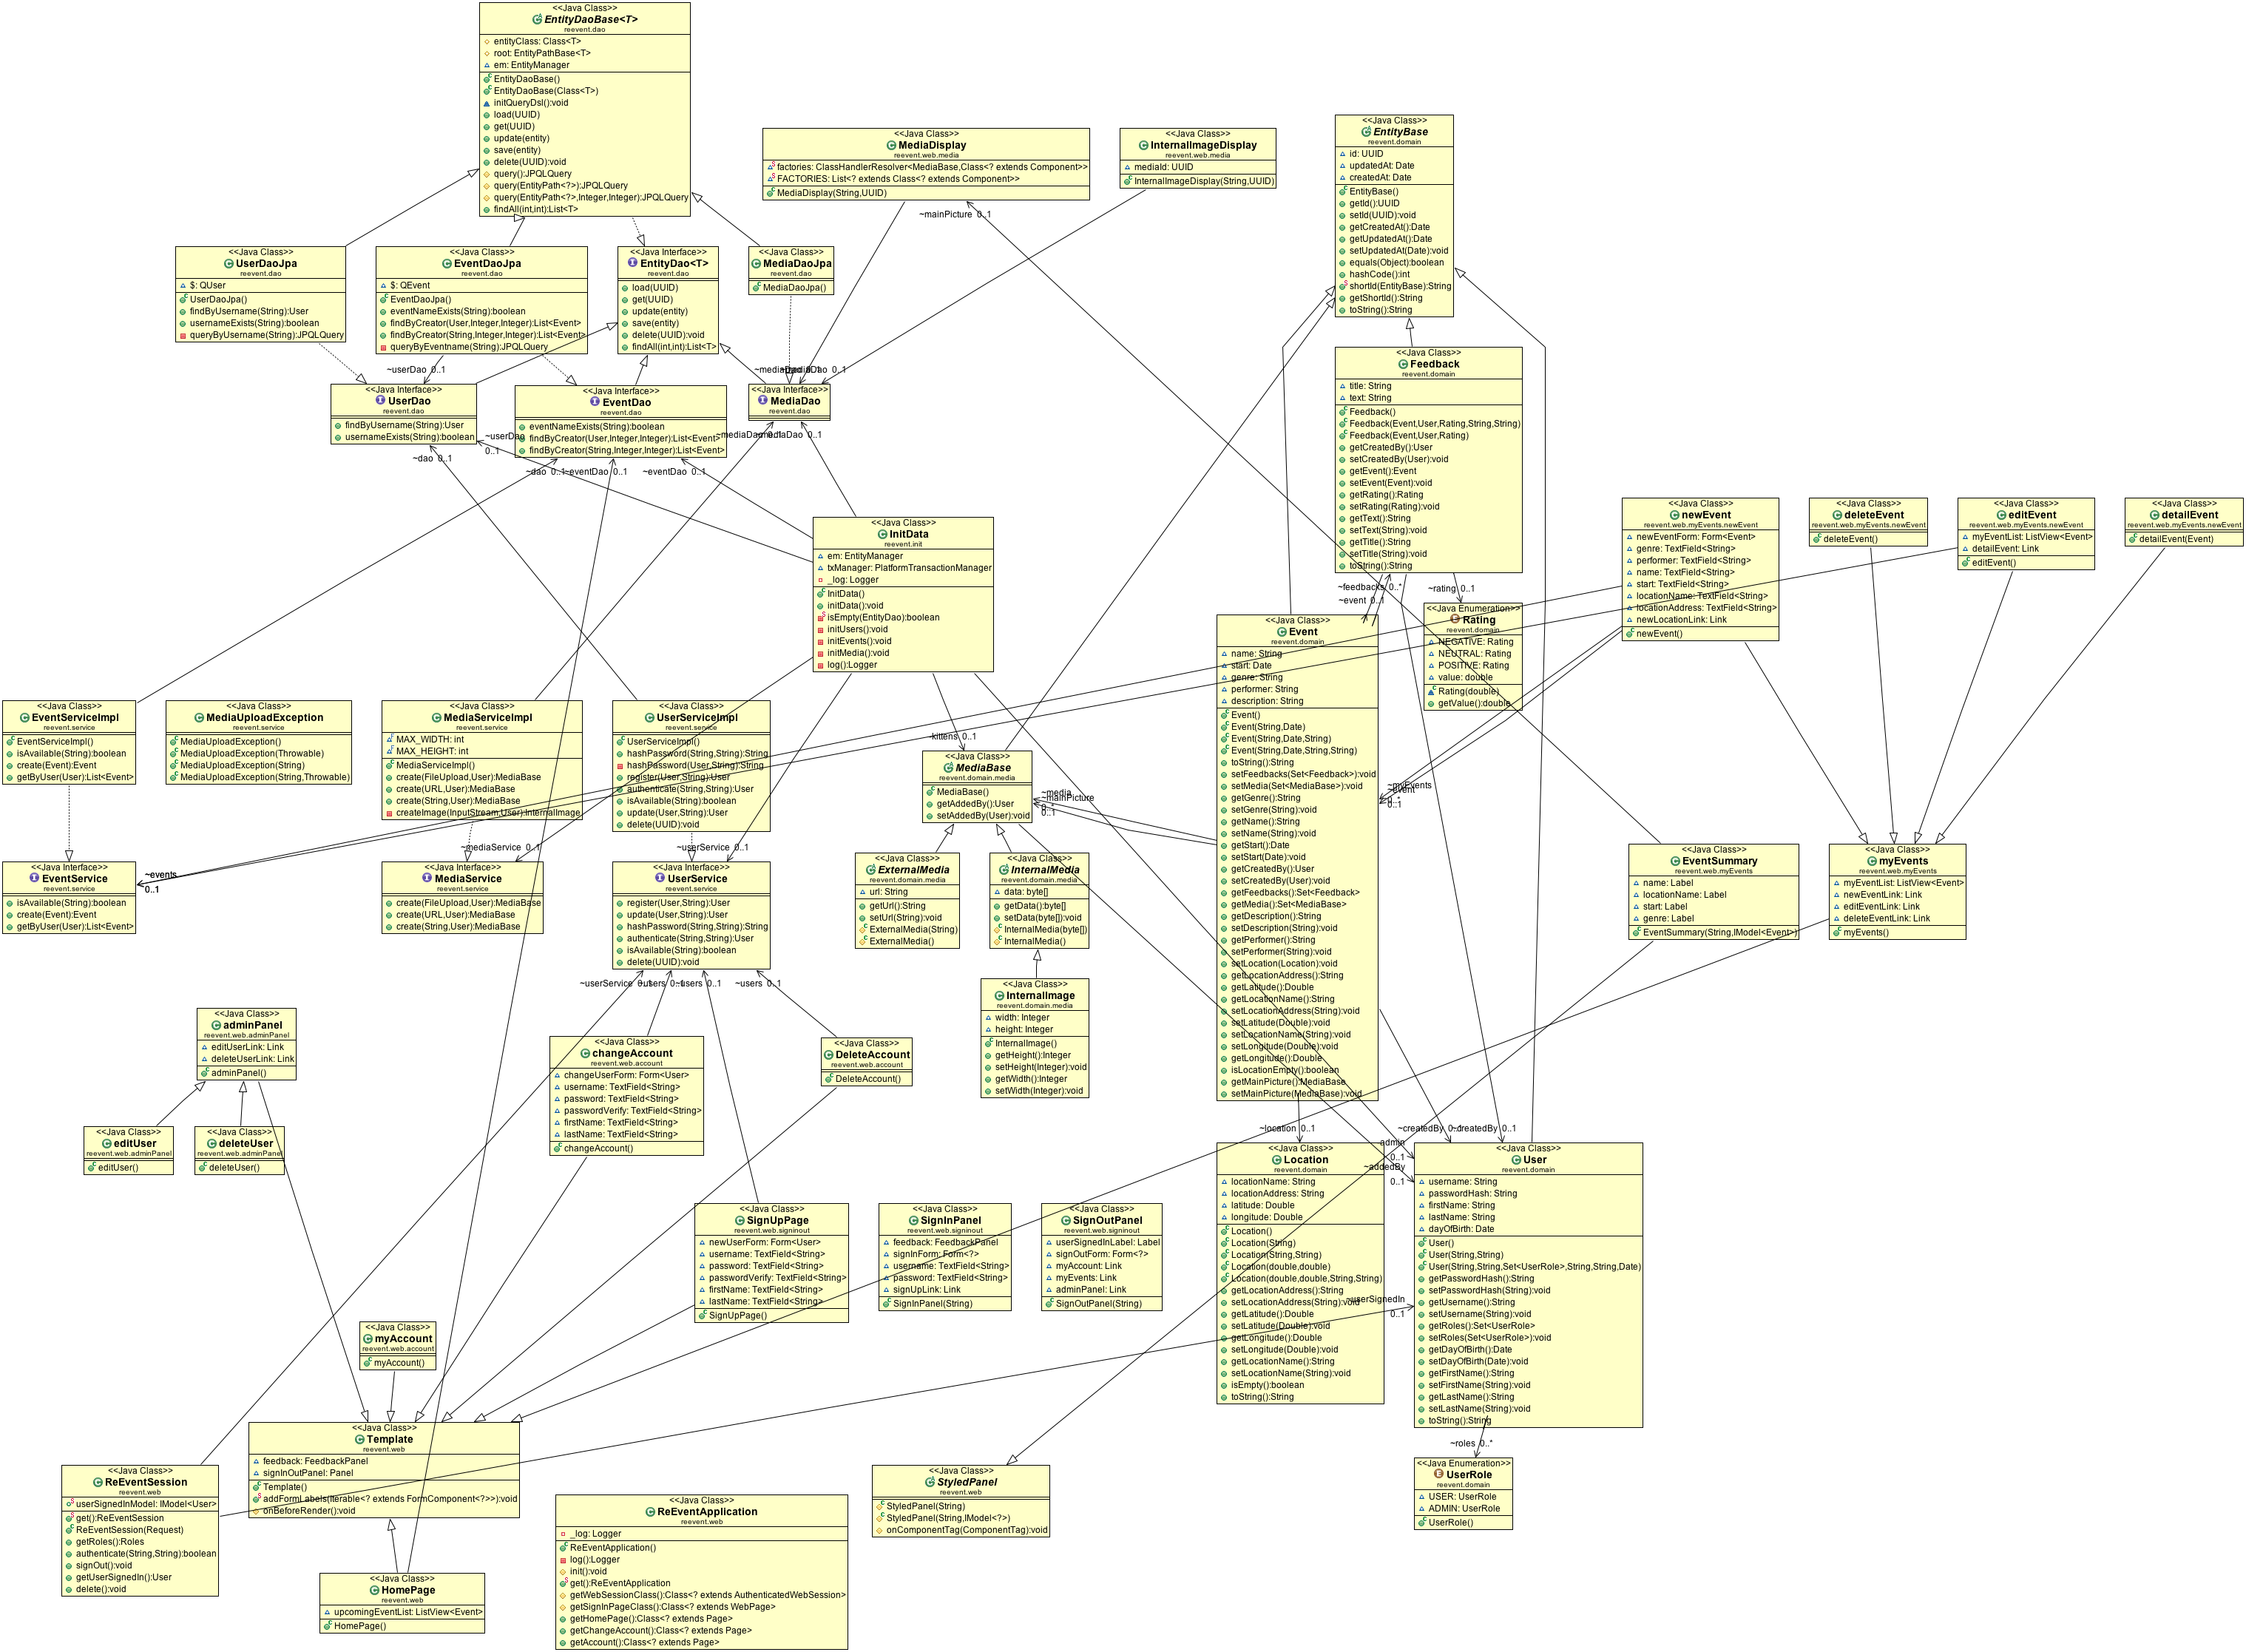 <<Java Class>>
EntityDaoBase<T>
reevent.dao
entityClass: Class<T>
root: EntityPathBase<T>
em: EntityManager
EntityDaoBase()
EntityDaoBase(Class<T>)
initQueryDsl():void
load(UUID)
get(UUID)
update(entity)
save(entity)
delete(UUID):void
query():JPQLQuery
query(EntityPath<?>):JPQLQuery
query(EntityPath<?>,Integer,Integer):JPQLQuery
findAll(int,int):List<T>
<<Java Class>>
MediaDisplay
reevent.web.media
factories: ClassHandlerResolver<MediaBase,Class<? extends Component>>
FACTORIES: List<? extends Class<? extends Component>>
MediaDisplay(String,UUID)
<<Java Class>>
InternalImageDisplay
reevent.web.media
mediaId: UUID
InternalImageDisplay(String,UUID)
<<Java Class>>
EntityBase
reevent.domain
id: UUID
updatedAt: Date
createdAt: Date
EntityBase()
getId():UUID
setId(UUID):void
getCreatedAt():Date
getUpdatedAt():Date
setUpdatedAt(Date):void
equals(Object):boolean
hashCode():int
shortId(EntityBase):String
getShortId():String
toString():String
~mainPicture 0..1
<<Java Class>>
UserDaoJpa
reevent.dao
$: QUser
UserDaoJpa()
findByUsername(String):User
usernameExists(String):boolean
queryByUsername(String):JPQLQuery
<<Java Class>>
EventDaoJpa
reevent.dao
$: QEvent
EventDaoJpa()
eventNameExists(String):boolean
findByCreator(User,Integer,Integer):List<Event>
findByCreator(String,Integer,Integer):List<Event>
queryByEventname(String):JPQLQuery
<<Java Interface>>
EntityDao<T>
reevent.dao
load(UUID)
get(UUID)
update(entity)
save(entity)
delete(UUID):void
findAll(int,int):List<T>
<<Java Class>>
MediaDaoJpa
reevent.dao
MediaDaoJpa()
~userDao 0..1
<<Java Interface>>
UserDao
reevent.dao
findByUsername(String):User
usernameExists(String):boolean
<<Java Interface>>
EventDao
reevent.dao
eventNameExists(String):boolean
findByCreator(User,Integer,Integer):List<Event>
findByCreator(String,Integer,Integer):List<Event>
<<Java Interface>>
MediaDao
reevent.dao
~userDao
0..1
~dao 0..1
~dao 0..1
~eventDao 0..1
~eventDao 0..1
<<Java Class>>
Feedback
reevent.domain
title: String
text: String
Feedback()
Feedback(Event,User,Rating,String,String)
Feedback(Event,User,Rating)
getCreatedBy():User
setCreatedBy(User):void
getEvent():Event
setEvent(Event):void
getRating():Rating
setRating(Rating):void
getText():String
setText(String):void
getTitle():String
setTitle(String):void
toString():String
~feedbacks 0..*
~event 0..1
~rating 0..1
<<Java Enumeration>>
Rating
reevent.domain
NEGATIVE: Rating
NEUTRAL: Rating
POSITIVE: Rating
value: double
Rating(double)
getValue():double
<<Java Class>>
newEvent
reevent.web.myEvents.newEvent
newEventForm: Form<Event>
genre: TextField<String>
performer: TextField<String>
name: TextField<String>
start: TextField<String>
locationName: TextField<String>
locationAddress: TextField<String>
newLocationLink: Link
newEvent()
<<Java Class>>
deleteEvent
reevent.web.myEvents.newEvent
deleteEvent()
<<Java Class>>
editEvent
reevent.web.myEvents.newEvent
myEventList: ListView<Event>
detailEvent: Link
editEvent()
<<Java Class>>
detailEvent
reevent.web.myEvents.newEvent
detailEvent(Event)
<<Java Class>>
InitData
reevent.init
em: EntityManager
txManager: PlatformTransactionManager
_log: Logger
InitData()
initData():void
isEmpty(EntityDao):boolean
initUsers():void
initEvents():void
initMedia():void
log():Logger
-kittens 0..1
<<Java Class>>
Event
reevent.domain
name: String
start: Date
genre: String
performer: String
description: String
Event()
Event(String,Date)
Event(String,Date,String)
Event(String,Date,String,String)
toString():String
setFeedbacks(Set<Feedback>):void
setMedia(Set<MediaBase>):void
getGenre():String
setGenre(String):void
getName():String
setName(String):void
getStart():Date
setStart(Date):void
getCreatedBy():User
setCreatedBy(User):void
getFeedbacks():Set<Feedback>
getMedia():Set<MediaBase>
getDescription():String
setDescription(String):void
getPerformer():String
setPerformer(String):void
setLocation(Location):void
getLocationAddress():String
getLatitude():Double
getLocationName():String
setLocationAddress(String):void
setLatitude(Double):void
setLocationName(String):void
setLongitude(Double):void
getLongitude():Double
isLocationEmpty():boolean
getMainPicture():MediaBase
setMainPicture(MediaBase):void
~myEvents
~event
0..*
0..1
<<Java Class>>
EventServiceImpl
reevent.service
EventServiceImpl()
isAvailable(String):boolean
create(Event):Event
getByUser(User):List<Event>
<<Java Class>>
MediaUploadException
reevent.service
MediaUploadException()
MediaUploadException(Throwable)
MediaUploadException(String)
MediaUploadException(String,Throwable)
<<Java Class>>
MediaServiceImpl
reevent.service
MAX_WIDTH: int
MAX_HEIGHT: int
MediaServiceImpl()
create(FileUpload,User):MediaBase
create(URL,User):MediaBase
create(String,User):MediaBase
createImage(InputStream,User):InternalImage
<<Java Class>>
UserServiceImpl
reevent.service
UserServiceImpl()
hashPassword(String,String):String
hashPassword(User,String):String
register(User,String):User
authenticate(String,String):User
isAvailable(String):boolean
update(User,String):User
delete(UUID):void
<<Java Class>>
MediaBase
reevent.domain.media
MediaBase()
getAddedBy():User
setAddedBy(User):void
~media
~mainPicture
0..*
0..1
~events
0..1
~mediaService 0..1
~userService 0..1
<<Java Interface>>
EventService
reevent.service
isAvailable(String):boolean
create(Event):Event
getByUser(User):List<Event>
<<Java Interface>>
MediaService
reevent.service
create(FileUpload,User):MediaBase
create(URL,User):MediaBase
create(String,User):MediaBase
<<Java Interface>>
UserService
reevent.service
register(User,String):User
update(User,String):User
hashPassword(String,String):String
authenticate(String,String):User
isAvailable(String):boolean
delete(UUID):void
<<Java Class>>
ExternalMedia
reevent.domain.media
url: String
getUrl():String
setUrl(String):void
ExternalMedia(String)
ExternalMedia()
<<Java Class>>
InternalMedia
reevent.domain.media
data: byte[]
getData():byte[]
setData(byte[]):void
InternalMedia(byte[])
InternalMedia()
<<Java Class>>
EventSummary
reevent.web.myEvents
name: Label
locationName: Label
start: Label
genre: Label
EventSummary(String,IModel<Event>)
<<Java Class>>
myEvents
reevent.web.myEvents
myEventList: ListView<Event>
newEventLink: Link
editEventLink: Link
deleteEventLink: Link
myEvents()
~userService 0..1
~users 0..1
~users 0..1
~users 0..1
<<Java Class>>
InternalImage
reevent.domain.media
width: Integer
height: Integer
InternalImage()
getHeight():Integer
setHeight(Integer):void
getWidth():Integer
setWidth(Integer):void
<<Java Class>>
adminPanel
reevent.web.adminPanel
editUserLink: Link
deleteUserLink: Link
adminPanel()
<<Java Class>>
changeAccount
reevent.web.account
changeUserForm: Form<User>
username: TextField<String>
password: TextField<String>
passwordVerify: TextField<String>
firstName: TextField<String>
lastName: TextField<String>
changeAccount()
<<Java Class>>
DeleteAccount
reevent.web.account
DeleteAccount()
<<Java Class>>
editUser
reevent.web.adminPanel
editUser()
<<Java Class>>
deleteUser
reevent.web.adminPanel
deleteUser()
~location 0..1
~createdBy 0..1
~createdBy 0..1
-admin
0..1
~addedBy
0..1
<<Java Class>>
Location
reevent.domain
locationName: String
locationAddress: String
latitude: Double
longitude: Double
Location()
Location(String)
Location(String,String)
Location(double,double)
Location(double,double,String,String)
getLocationAddress():String
setLocationAddress(String):void
getLatitude():Double
setLatitude(Double):void
getLongitude():Double
setLongitude(Double):void
getLocationName():String
setLocationName(String):void
isEmpty():boolean
toString():String
<<Java Class>>
User
reevent.domain
username: String
passwordHash: String
firstName: String
lastName: String
dayOfBirth: Date
User()
User(String,String)
User(String,String,Set<UserRole>,String,String,Date)
getPasswordHash():String
setPasswordHash(String):void
getUsername():String
setUsername(String):void
getRoles():Set<UserRole>
setRoles(Set<UserRole>):void
getDayOfBirth():Date
setDayOfBirth(Date):void
getFirstName():String
setFirstName(String):void
getLastName():String
setLastName(String):void
toString():String
~userSignedIn
0..1
<<Java Class>>
SignUpPage
reevent.web.signinout
newUserForm: Form<User>
username: TextField<String>
password: TextField<String>
passwordVerify: TextField<String>
firstName: TextField<String>
lastName: TextField<String>
SignUpPage()
<<Java Class>>
SignInPanel
reevent.web.signinout
feedback: FeedbackPanel
signInForm: Form<?>
username: TextField<String>
password: TextField<String>
signUpLink: Link
SignInPanel(String)
<<Java Class>>
SignOutPanel
reevent.web.signinout
userSignedInLabel: Label
signOutForm: Form<?>
myAccount: Link
myEvents: Link
adminPanel: Link
SignOutPanel(String)
<<Java Class>>
myAccount
reevent.web.account
myAccount()
<<Java Class>>
Template
reevent.web
feedback: FeedbackPanel
signInOutPanel: Panel
Template()
addFormLabels(Iterable<? extends FormComponent<?>>):void
onBeforeRender():void
<<Java Class>>
ReEventSession
reevent.web
userSignedInModel: IModel<User>
get():ReEventSession
ReEventSession(Request)
getRoles():Roles
authenticate(String,String):boolean
signOut():void
getUserSignedIn():User
delete():void
<<Java Class>>
HomePage
reevent.web
upcomingEventList: ListView<Event>
HomePage()
<<Java Class>>
ReEventApplication
reevent.web
_log: Logger
ReEventApplication()
log():Logger
init():void
get():ReEventApplication
getWebSessionClass():Class<? extends AuthenticatedWebSession>
getSignInPageClass():Class<? extends WebPage>
getHomePage():Class<? extends Page>
getChangeAccount():Class<? extends Page>
getAccount():Class<? extends Page>
<<Java Class>>
StyledPanel
reevent.web
StyledPanel(String)
StyledPanel(String,IModel<?>)
onComponentTag(ComponentTag):void
~roles 0..*
<<Java Enumeration>>
UserRole
reevent.domain
USER: UserRole
ADMIN: UserRole
UserRole()